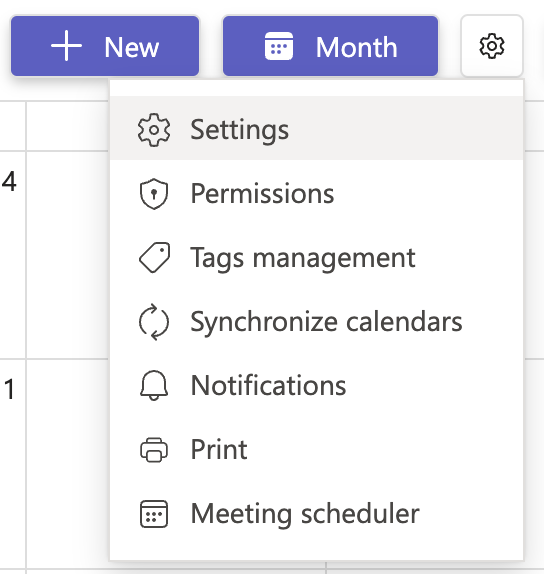 New
Month
Settings
4
Permissions
Tags management
Synchronize calendars
1
Notifications
Print
Meeting scheduler